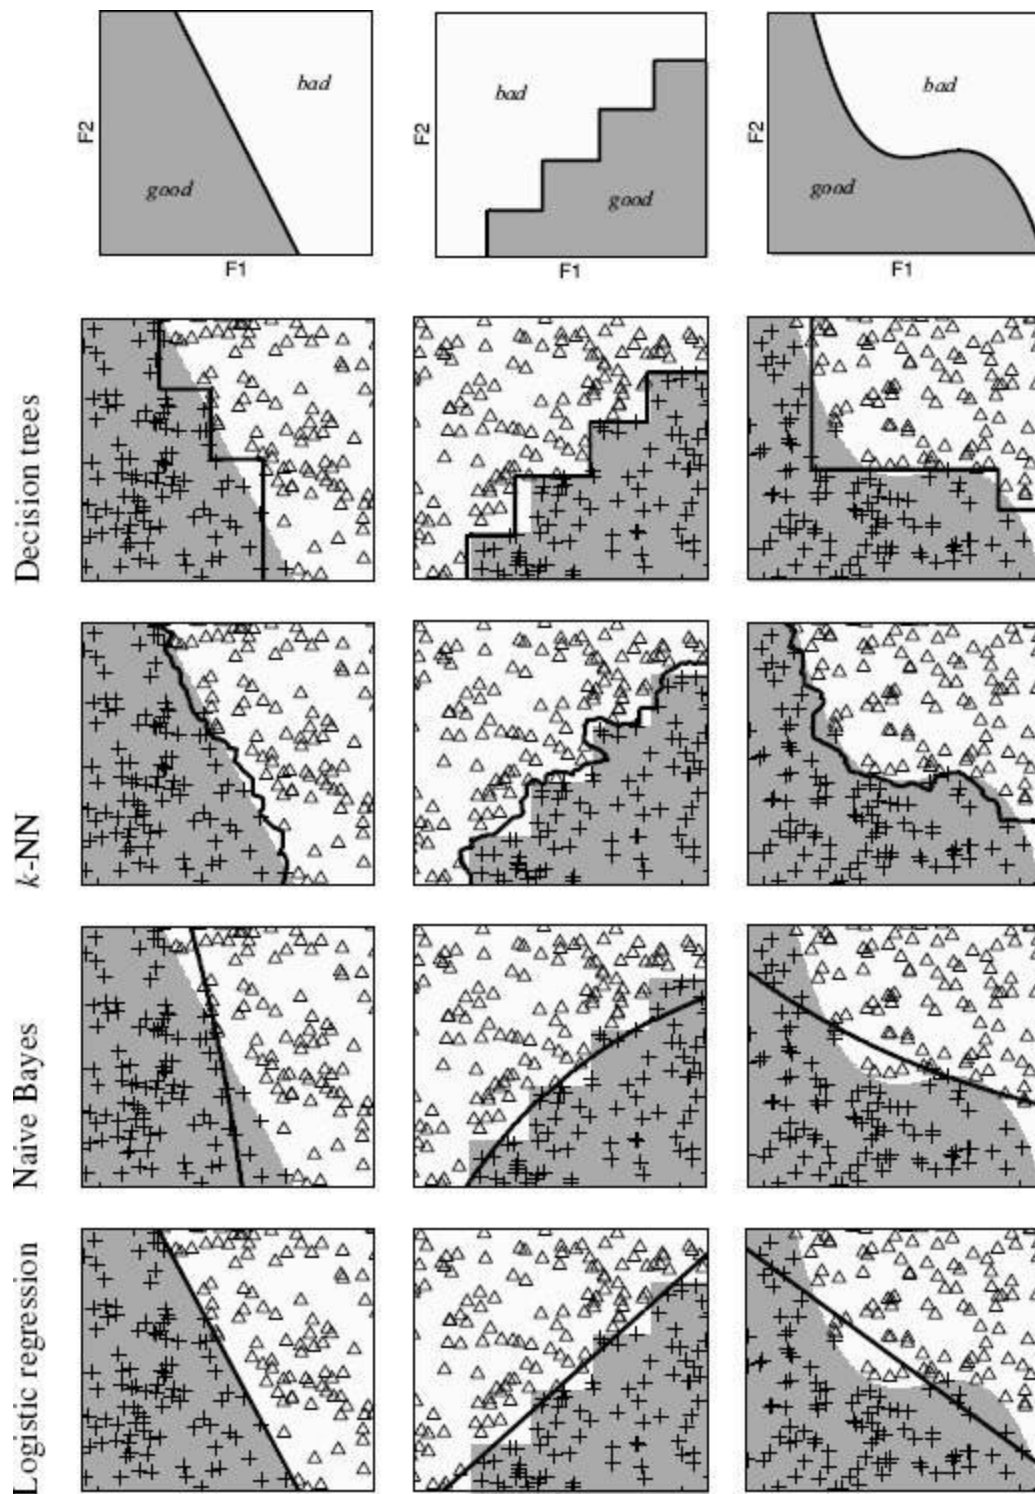 bad
good
F2
F1
bad
good
F2
F1
bad
good
F2
F1
Decision trees
k-NN
Naive Bayes
Logistic regression